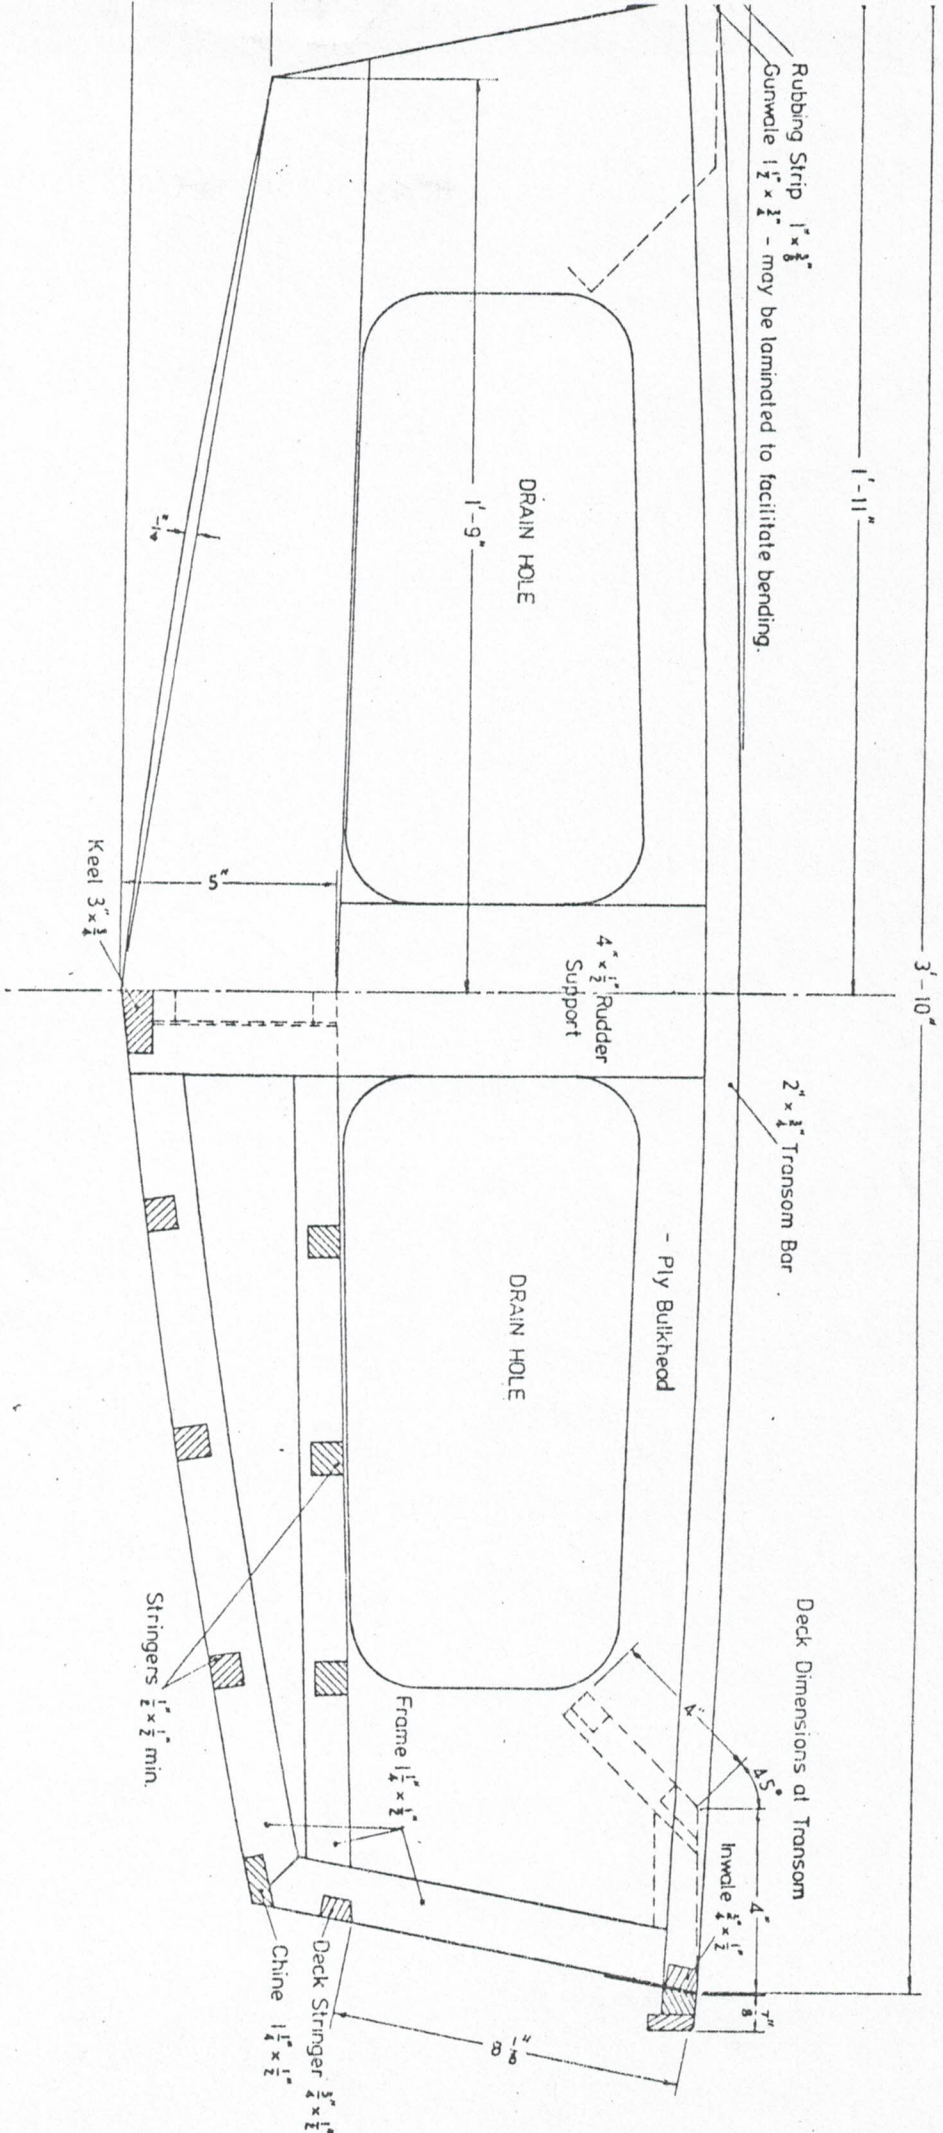 3'-10"
1'-11"
Rubbing Strip 1" x 3/8"
Gunwale 1 1/2" x 3/4" - may be laminated to facilitate bending.
2" x 3/4" Transom Bar
Deck Dimensions at Transom
45°
4"
4"
7/8"
Inwale 3/4" x 1/2"
- Ply Bulkhead
4" x 1/2" Rudder
Support
DRAIN HOLE
DRAIN HOLE
1'-9"
5"
Keel 3" x 3/4"
Frame 1 1/4" x 1/2"
Stringers
1/2" x 1/2" min.
Deck Stringer 3/4" x 1/2"
Chine 1 1/4" x 1/2"